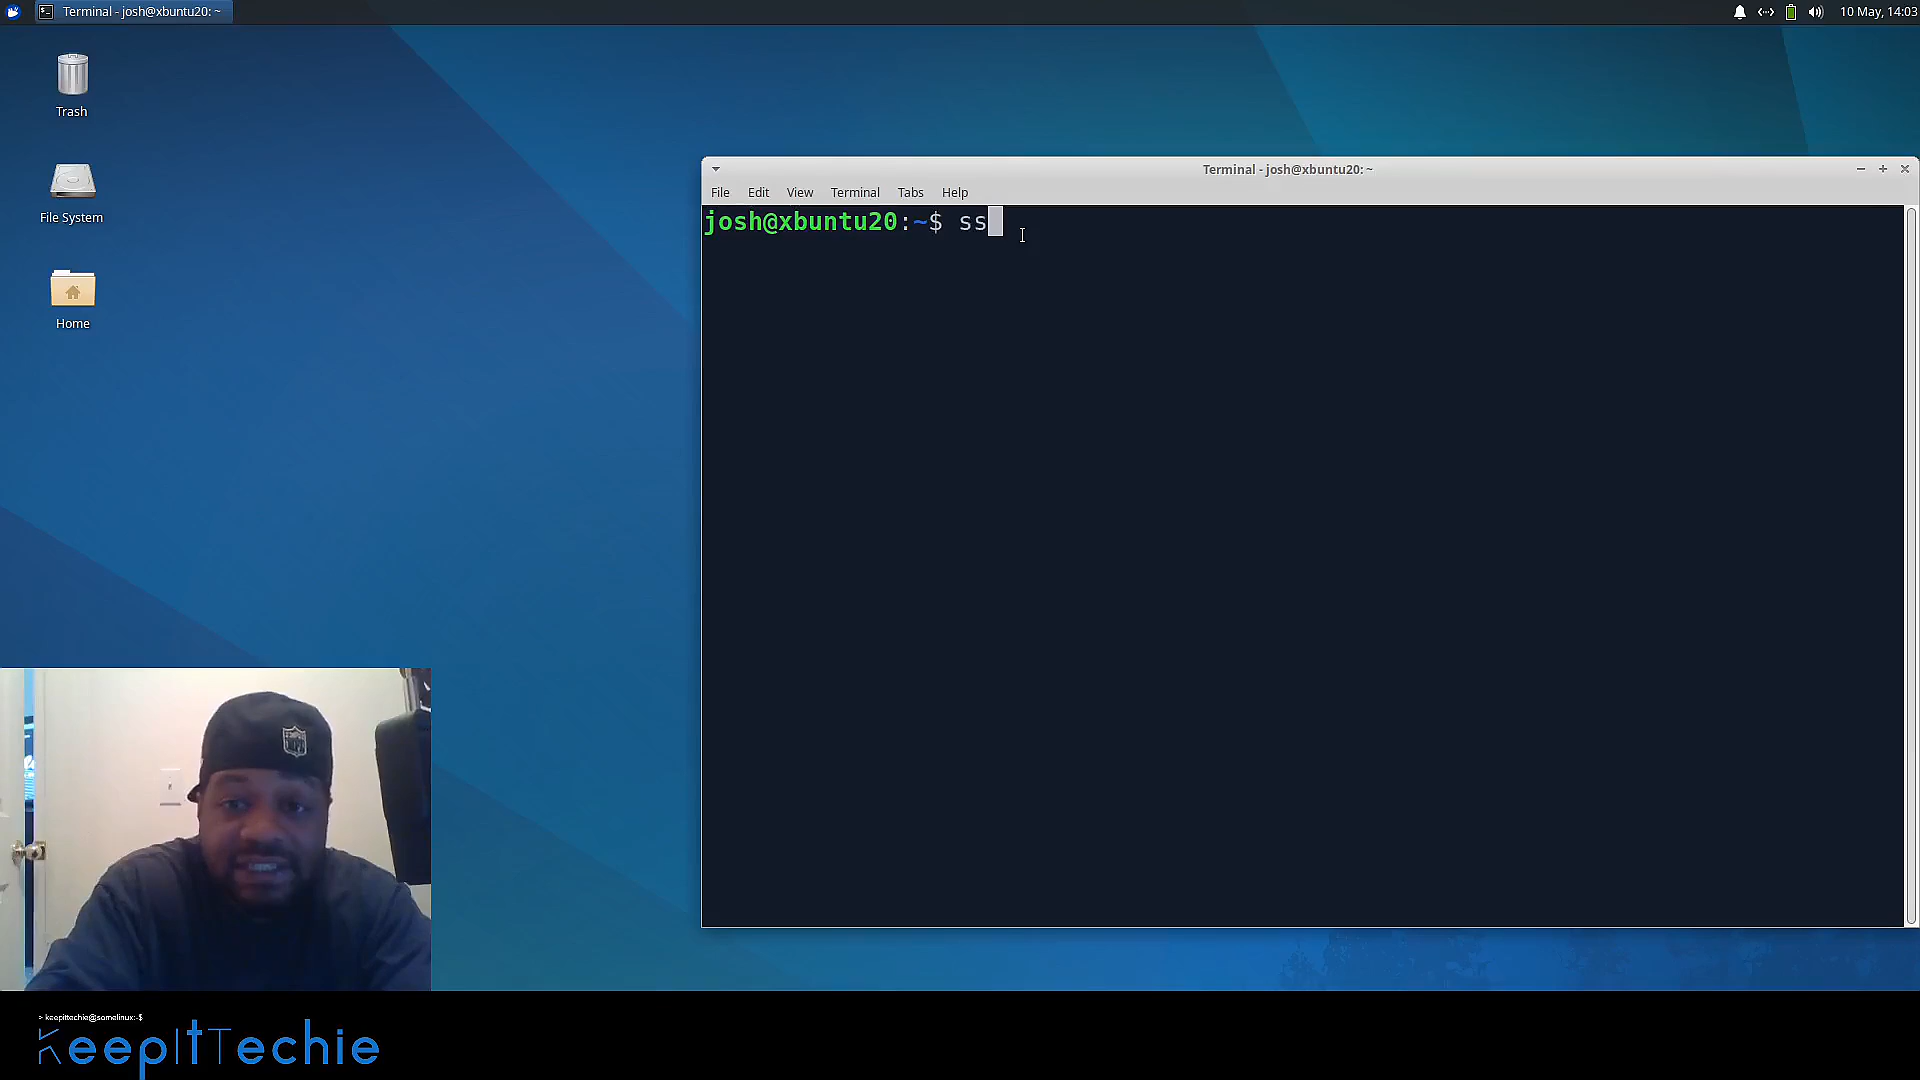 Terminal - josh@xbuntu20: ~
10 May, 14:03
Trash
File System
Home
Terminal - josh@xbuntu20: ~
File Edit View Terminal Tabs Help
josh@xbuntu20:~$ ss
> keepittechie@somelinux:~$
KeepItTechie